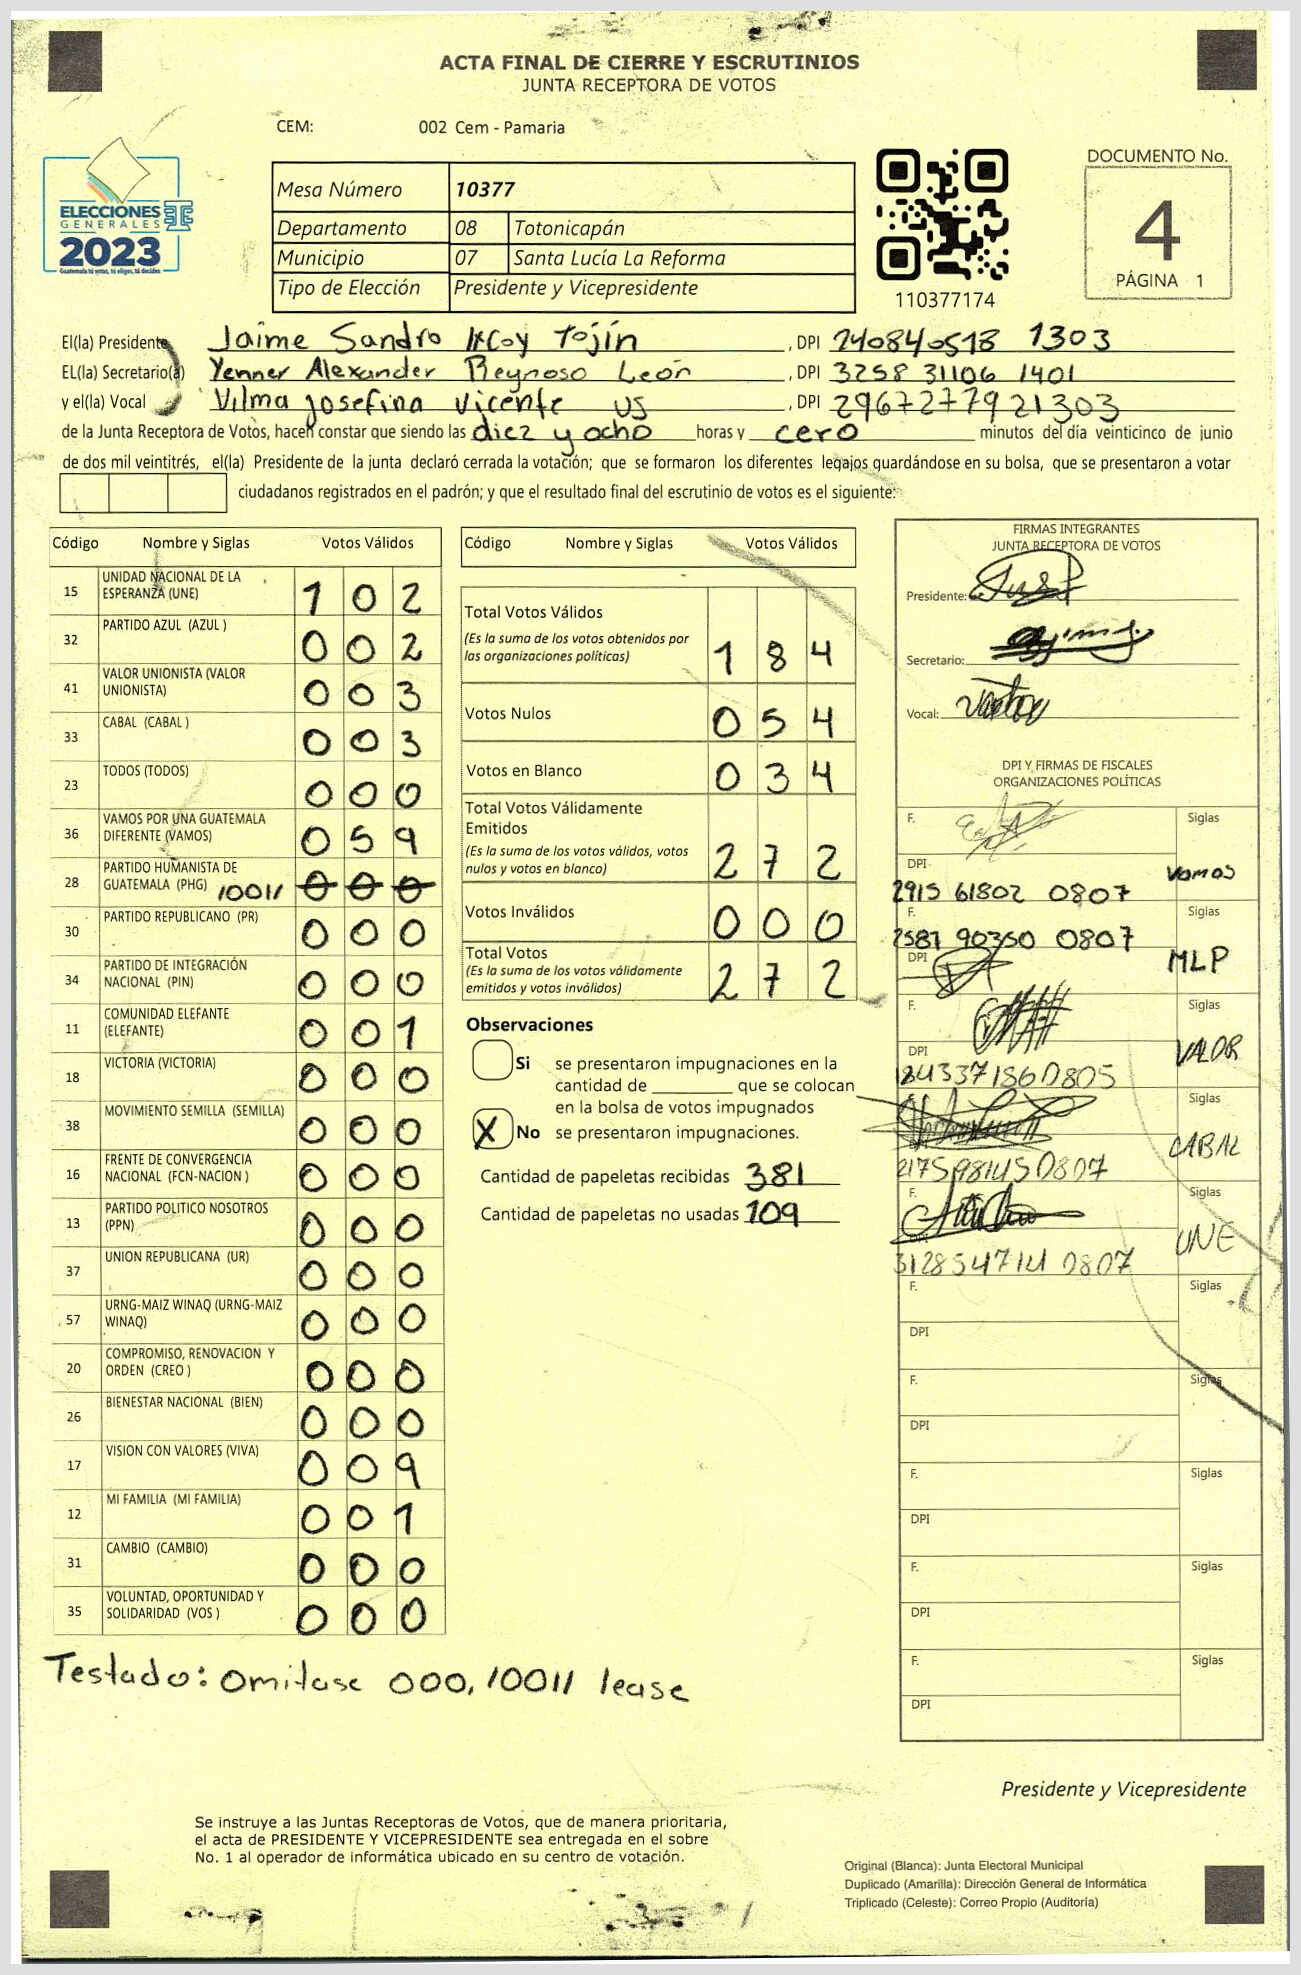 ACTA FINAL DE CIERRE Y ESCRUTINIOS
JUNTA RECEPTORA DE VOTOS
CEM: 002 Cem - Pamaria
ELECCIONES
GENERALES
2023
Guatemala tú votas, tú eliges, tú decides
Mesa Número 10377
Departamento 08 Totonicapán
Municipio 07 Santa Lucía La Reforma
Tipo de Elección Presidente y Vicepresidente
110377174
DOCUMENTO No.
4
PÁGINA 1
El(la) Presidente Jaime Sandro Ixcoy Tojín, DPI 240840518 1303
EL(la) Secretario(a) Yenner Alexander Reynoso León, DPI 3258 31106 1401
y el(la) Vocal Vilma Josefina Vicente us, DPI 2967277921303
de la Junta Receptora de Votos, hacen constar que siendo las diez y ocho horas y cero minutos del día veinticinco de junio
de dos mil veintitrés, el(la) Presidente de la junta declaró cerrada la votación; que se formaron los diferentes legajos guardándose en su bolsa, que se presentaron a votar
ciudadanos registrados en el padrón; y que el resultado final del escrutinio de votos es el siguiente:
Código Nombre y Siglas Votos Válidos
15 UNIDAD NACIONAL DE LA ESPERANZA (UNE) 1 0 2
32 PARTIDO AZUL (AZUL ) 0 0 2
41 VALOR UNIONISTA (VALOR UNIONISTA) 0 0 3
33 CABAL (CABAL ) 0 0 3
23 TODOS (TODOS) 0 0 0
36 VAMOS POR UNA GUATEMALA DIFERENTE (VAMOS) 0 5 9
28 PARTIDO HUMANISTA DE GUATEMALA (PHG) 10011 0 0 0
30 PARTIDO REPUBLICANO (PR) 0 0 0
34 PARTIDO DE INTEGRACIÓN NACIONAL (PIN) 0 0 0
11 COMUNIDAD ELEFANTE (ELEFANTE) 0 0 1
18 VICTORIA (VICTORIA) 0 0 0
38 MOVIMIENTO SEMILLA (SEMILLA) 0 0 0
16 FRENTE DE CONVERGENCIA NACIONAL (FCN-NACION ) 0 0 0
13 PARTIDO POLITICO NOSOTROS (PPN) 0 0 0
37 UNION REPUBLICANA (UR) 0 0 0
57 URNG-MAIZ WINAQ (URNG-MAIZ WINAQ) 0 0 0
20 COMPROMISO, RENOVACION Y ORDEN (CREO ) 0 0 0
26 BIENESTAR NACIONAL (BIEN) 0 0 0
17 VISION CON VALORES (VIVA) 0 0 9
12 MI FAMILIA (MI FAMILIA) 0 0 1
31 CAMBIO (CAMBIO) 0 0 0
35 VOLUNTAD, OPORTUNIDAD Y SOLIDARIDAD (VOS ) 0 0 0
Testado: Omitase 000, 10011 lease
Código Nombre y Siglas Votos Válidos
Total Votos Válidos
(Es la suma de los votos obtenidos por
las organizaciones políticas) 1 8 4
Votos Nulos 0 5 4
Votos en Blanco 0 3 4
Total Votos Válidamente
Emitidos
(Es la suma de los votos válidos, votos
nulos y votos en blanco) 2 7 2
Votos Inválidos 0 0 0
Total Votos
(Es la suma de los votos válidamente
emitidos y votos inválidos) 2 7 2
Observaciones
Si se presentaron impugnaciones en la
cantidad de ________ que se colocan
en la bolsa de votos impugnados
X No se presentaron impugnaciones.
Cantidad de papeletas recibidas 381
Cantidad de papeletas no usadas 109
FIRMAS INTEGRANTES
JUNTA RECEPTORA DE VOTOS
Presidente:
Secretario:
Vocal:
DPI Y FIRMAS DE FISCALES
ORGANIZACIONES POLÍTICAS
F. Siglas
DPI vamos
2915 61802 0807
F. Siglas
2587 90350 0807
DPI MLP
F. Siglas
DPI VALOR
1843371860805
Siglas
CABAL
2175981450807
F. Siglas
UNE
3128547141 0807
F. Siglas
DPI
F. Siglas
DPI
F. Siglas
DPI
F. Siglas
DPI
F. Siglas
DPI
Presidente y Vicepresidente
Se instruye a las Juntas Receptoras de Votos, que de manera prioritaria,
el acta de PRESIDENTE Y VICEPRESIDENTE sea entregada en el sobre
No. 1 al operador de informática ubicado en su centro de votación.
Original (Blanca): Junta Electoral Municipal
Duplicado (Amarilla): Dirección General de Informática
Triplicado (Celeste): Correo Propio (Auditoría)